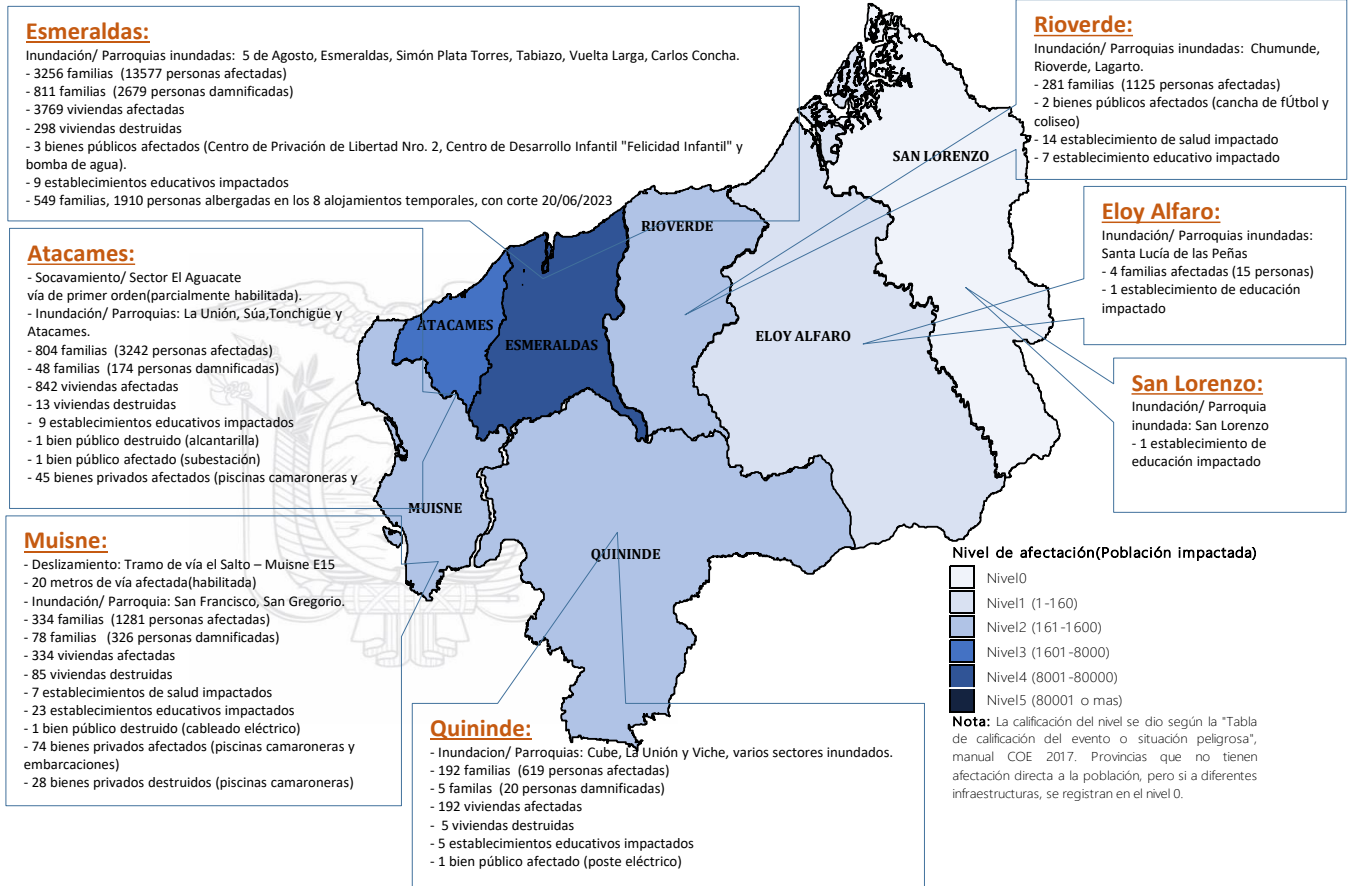 Esmeraldas:
Inundación/ Parroquias inundadas:  5 de Agosto, Esmeraldas, Simón Plata Torres, Tabiazo, Vuelta Larga, Carlos Concha.
- 3256 familias  (13577 personas afectadas)
- 811 familias  (2679 personas damnificadas)
- 3769 viviendas afectadas
- 298 viviendas destruidas
- 3 bienes públicos afectados (Centro de Privación de Libertad Nro. 2, Centro de Desarrollo Infantil "Felicidad Infantil" y
bomba de agua).
- 9 establecimientos educativos impactados
- 549 familias, 1910 personas albergadas en los 8 alojamientos temporales, con corte 20/06/2023
Rioverde:
Inundación/ Parroquias inundadas:  Chumunde,
Rioverde, Lagarto.
- 281 familias (1125 personas afectadas)
- 2 bienes públicos afectados (cancha de fÚtbol y
coliseo)
- 14 establecimiento de salud impactado
- 7 establecimiento educativo impactado
Eloy Alfaro:
Inundación/ Parroquias inundadas:
Santa Lucía de las Peñas
- 4 familias afectadas (15 personas)
- 1 establecimiento de educación
impactado
San Lorenzo:
Inundación/ Parroquia
inundada: San Lorenzo
- 1 establecimiento de
educación impactado
Atacames:
- Socavamiento/ Sector El Aguacate
vía de primer orden(parcialmente habilitada).
- Inundación/ Parroquias: La Unión, Súa,Tonchigüe y
Atacames.
- 804 familias  (3242 personas afectadas)
- 48 familias  (174 personas damnificadas)
- 842 viviendas afectadas
- 13 viviendas destruidas
-  9 establecimientos educativos impactados
- 1 bien público destruido (alcantarilla)
- 1 bien público afectado (subestación)
- 45 bienes privados afectados (piscinas camaroneras y
Muisne:
- Deslizamiento: Tramo de vía el Salto – Muisne E15
- 20 metros de vía afectada(habilitada)
- Inundación/ Parroquia: San Francisco, San Gregorio.
- 334 familias  (1281 personas afectadas)
- 78 familias   (326 personas damnificadas)
- 334 viviendas afectadas
- 85 viviendas destruidas
- 7 establecimientos de salud impactados
- 23 establecimientos educativos impactados
- 1 bien público destruido (cableado eléctrico)
- 74 bienes privados afectados (piscinas camaroneras y
embarcaciones)
- 28 bienes privados destruidos (piscinas camaroneras)
Quininde:
- Inundacion/ Parroquias: Cube, La Unión y Viche, varios sectores inundados.
- 192 familias  (619 personas afectadas)
- 5 familas  (20 personas damnificadas)
- 192 viviendas afectadas
-  5 viviendas destruidas
- 5 establecimientos educativos impactados
- 1 bien público afectado (poste eléctrico)
SAN LORENZO
RIOVERDE
ATACAMES
ESMERALDAS
ELOY ALFARO
MUISNE
QUININDE
Nivel de afectación(Población impactada)
Nivel0
Nivel1 (1-160)
Nivel2 (161-1600)
Nivel3 (1601-8000)
Nivel4 (8001-80000)
Nivel5 (80001 o mas)
Nota: La calificación del nivel se dio según la "Tabla
de calificación del evento o situación peligrosa",
manual COE 2017. Provincias que no tienen
afectación directa a la población, pero si a diferentes
infraestructuras, se registran en el nivel 0.